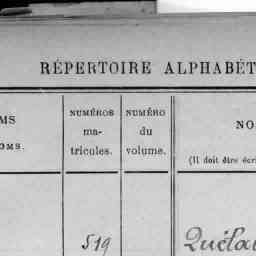 RÉPERTOIRE ALPHABÉT
MS
OMS.
NUMÉROS
ma-
tricules.
NUMÉRO
du
volume.
NO
(Il doit être écri
519